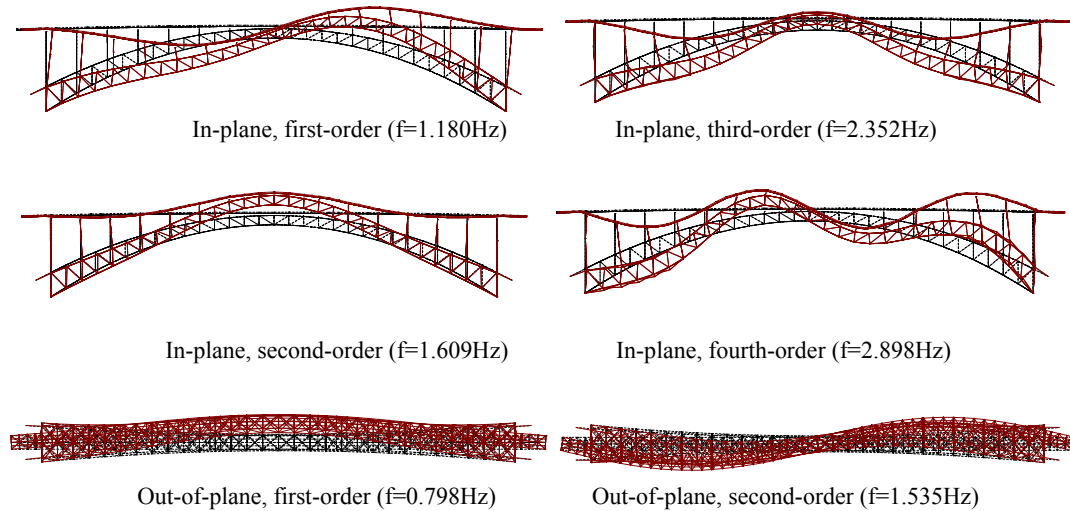 In-plane, first-order (f=1.180Hz)
In-plane, third-order (f=2.352Hz)
In-plane, second-order (f=1.609Hz)
In-plane, fourth-order (f=2.898Hz)
Out-of-plane, first-order (f=0.798Hz)
Out-of-plane, second-order (f=1.535Hz)